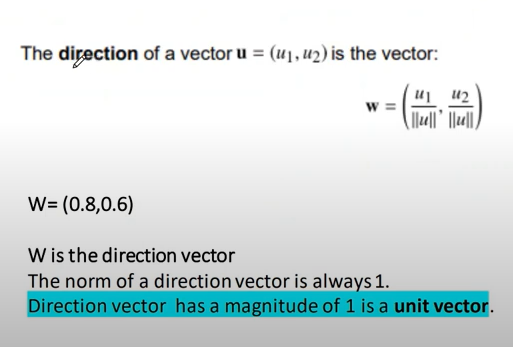 The direction of a vector u = (u₁, u₂) is the vector:
w = (u₁/||u||, u₂/||u||)
W= (0.8,0.6)
W is the direction vector
The norm of a direction vector is always 1.
Direction vector  has a magnitude of 1 is a unit vector.